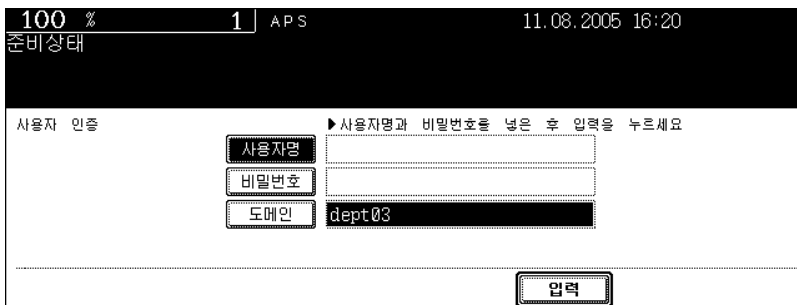 100 % 1 APS 11.08.2005 16:20
준비상태
사용자 인증 ▶사용자명과 비밀번호을 넣은 후 입력을 누르세요
사용자명
비밀번호
도메인 dept03
입력